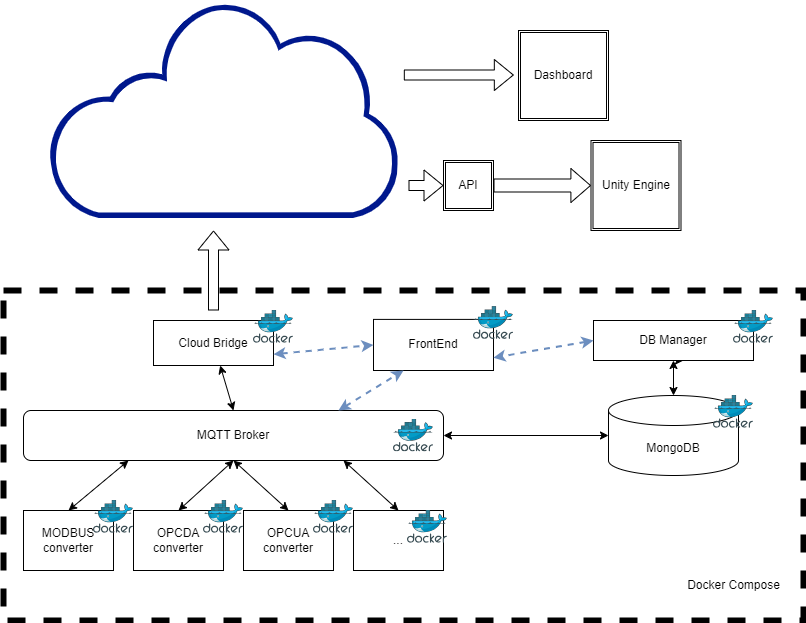 Dashboard
API
Unity Engine
Cloud Bridge
docker
FrontEnd
docker
DB Manager
docker
MQTT Broker
docker
MongoDB
docker
MODBUS
converter
docker
OPCDA
converter
docker
OPCUA
converter
docker
...
docker
Docker Compose